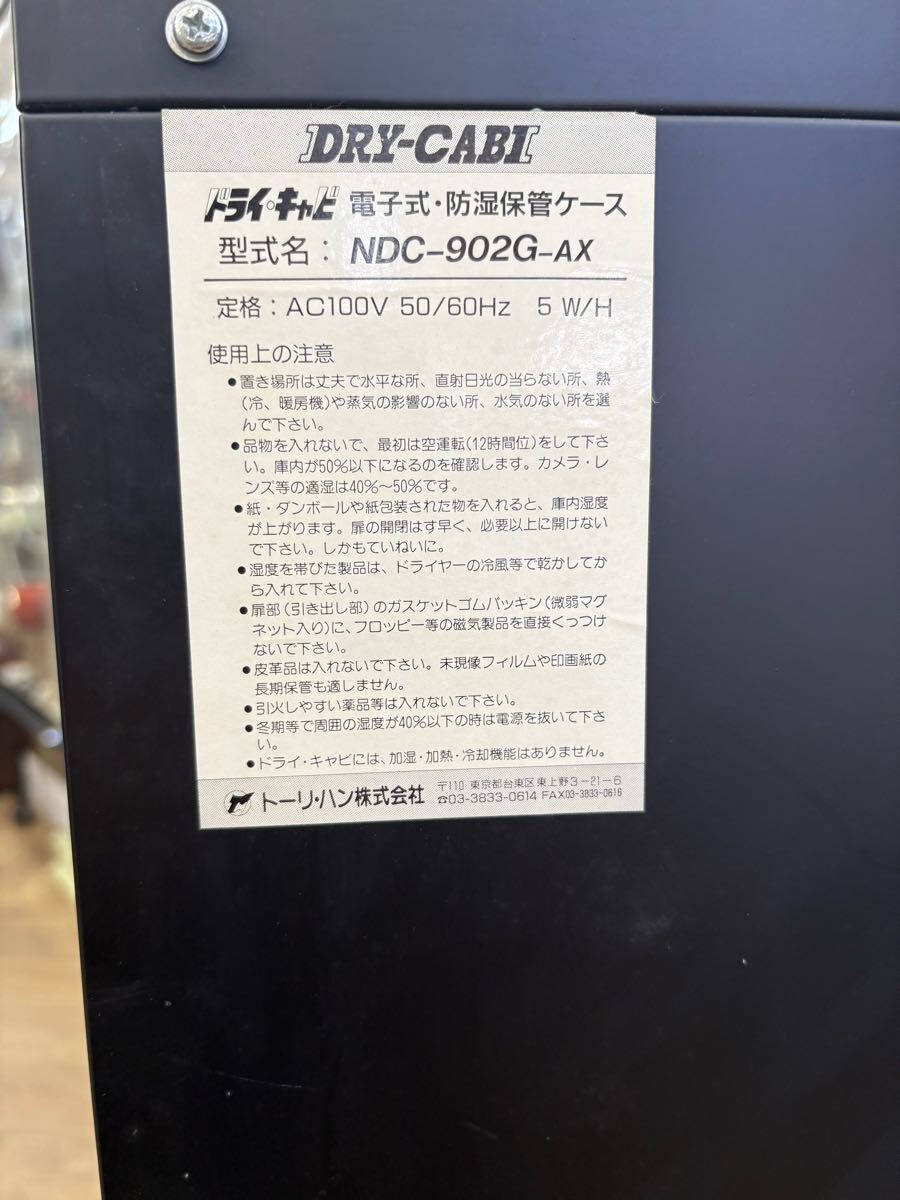 DRY-CABI
ドライ・キャビ 電子式・防湿保管ケース
型式名： NDC-902G-AX
定格：AC100V 50/60Hz 5 W/H
使用上の注意
●置き場所は丈夫で水平な所、直射日光の当らない所、熱
（冷、暖房機）や蒸気の影響のない所、水気のない所を選
んで下さい。
●品物を入れないで、最初は空運転（12時間位）をして下さ
い。庫内が50％以下になるのを確認します。カメラ・レ
ンズ等の適湿は40％～50％です。
●紙・ダンボールや紙包装された物を入れると、庫内湿度
が上がります。扉の開閉はす早く、必要以上に開けない
で下さい。しかもていねいに。
●湿度を帯びた製品は、ドライヤーの冷風等で乾かしてか
ら入れて下さい。
●扉部（引き出し部）のガスケットゴムパッキン（微弱マグ
ネット入り）に、フロッピー等の磁気製品を直接くっつけ
ないで下さい。
●皮革品は入れないで下さい。未現像フィルムや印画紙の
長期保管も適しません。
●引火しやすい薬品等は入れないで下さい。
●冬期等で周囲の湿度が40％以下の時は電源を抜いて下さ
い。
●ドライ・キャビには、加湿・加熱・冷却機能はありません。
トーリ・ハン株式会社
〒110 東京都台東区東上野3-21-6
☎03-3833-0614 FAX03-3833-0616